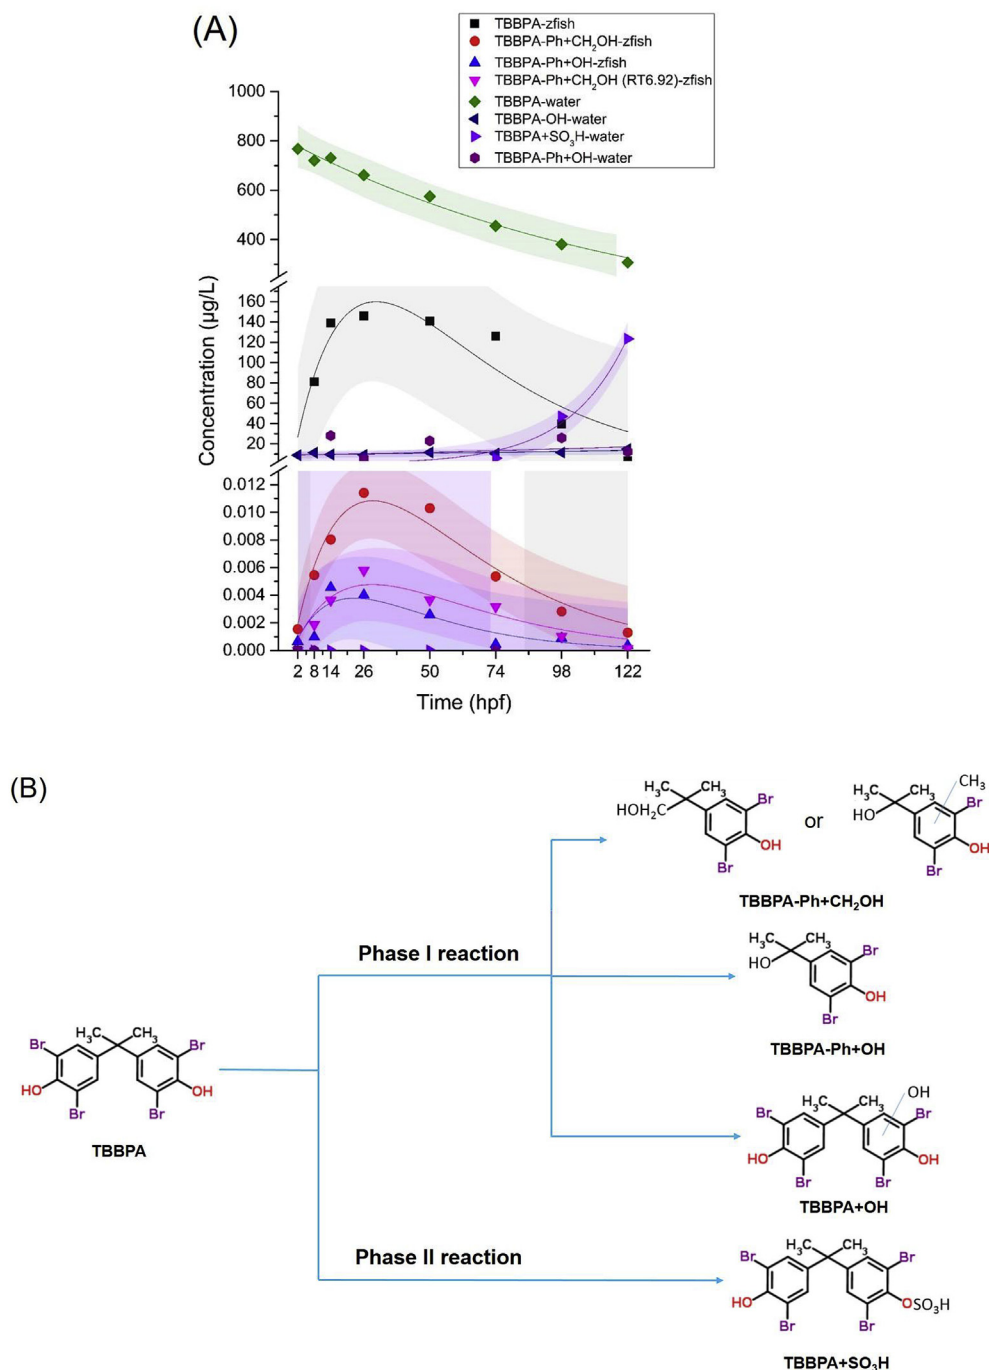 (A)
TBBPA-zfish
TBBPA-Ph+CH₂OH-zfish
TBBPA-Ph+OH-zfish
TBBPA-Ph+CH₂OH (RT6.92)-zfish
TBBPA-water
TBBPA-OH-water
TBBPA+SO₃H-water
TBBPA-Ph+OH-water
Concentration (µg/L)
1000
800
600
400
160
140
120
100
80
60
40
20
0.012
0.010
0.008
0.006
0.004
0.002
0.000
2 8 14 26 50 74 98 122
Time (hpf)
(B)
H₃C CH₃
HOH₂C Br
OH
Br
or
H₃C CH₃ CH₃
HO Br
OH
Br
TBBPA-Ph+CH₂OH
Phase I reaction
H₃C CH₃
HO Br
OH
Br
TBBPA-Ph+OH
H₃C CH₃
Br Br
HO OH
Br Br
TBBPA
H₃C CH₃ OH
Br Br
HO OH
Br Br
TBBPA+OH
Phase II reaction
H₃C CH₃
Br Br
HO OSO₃H
Br Br
TBBPA+SO₃H